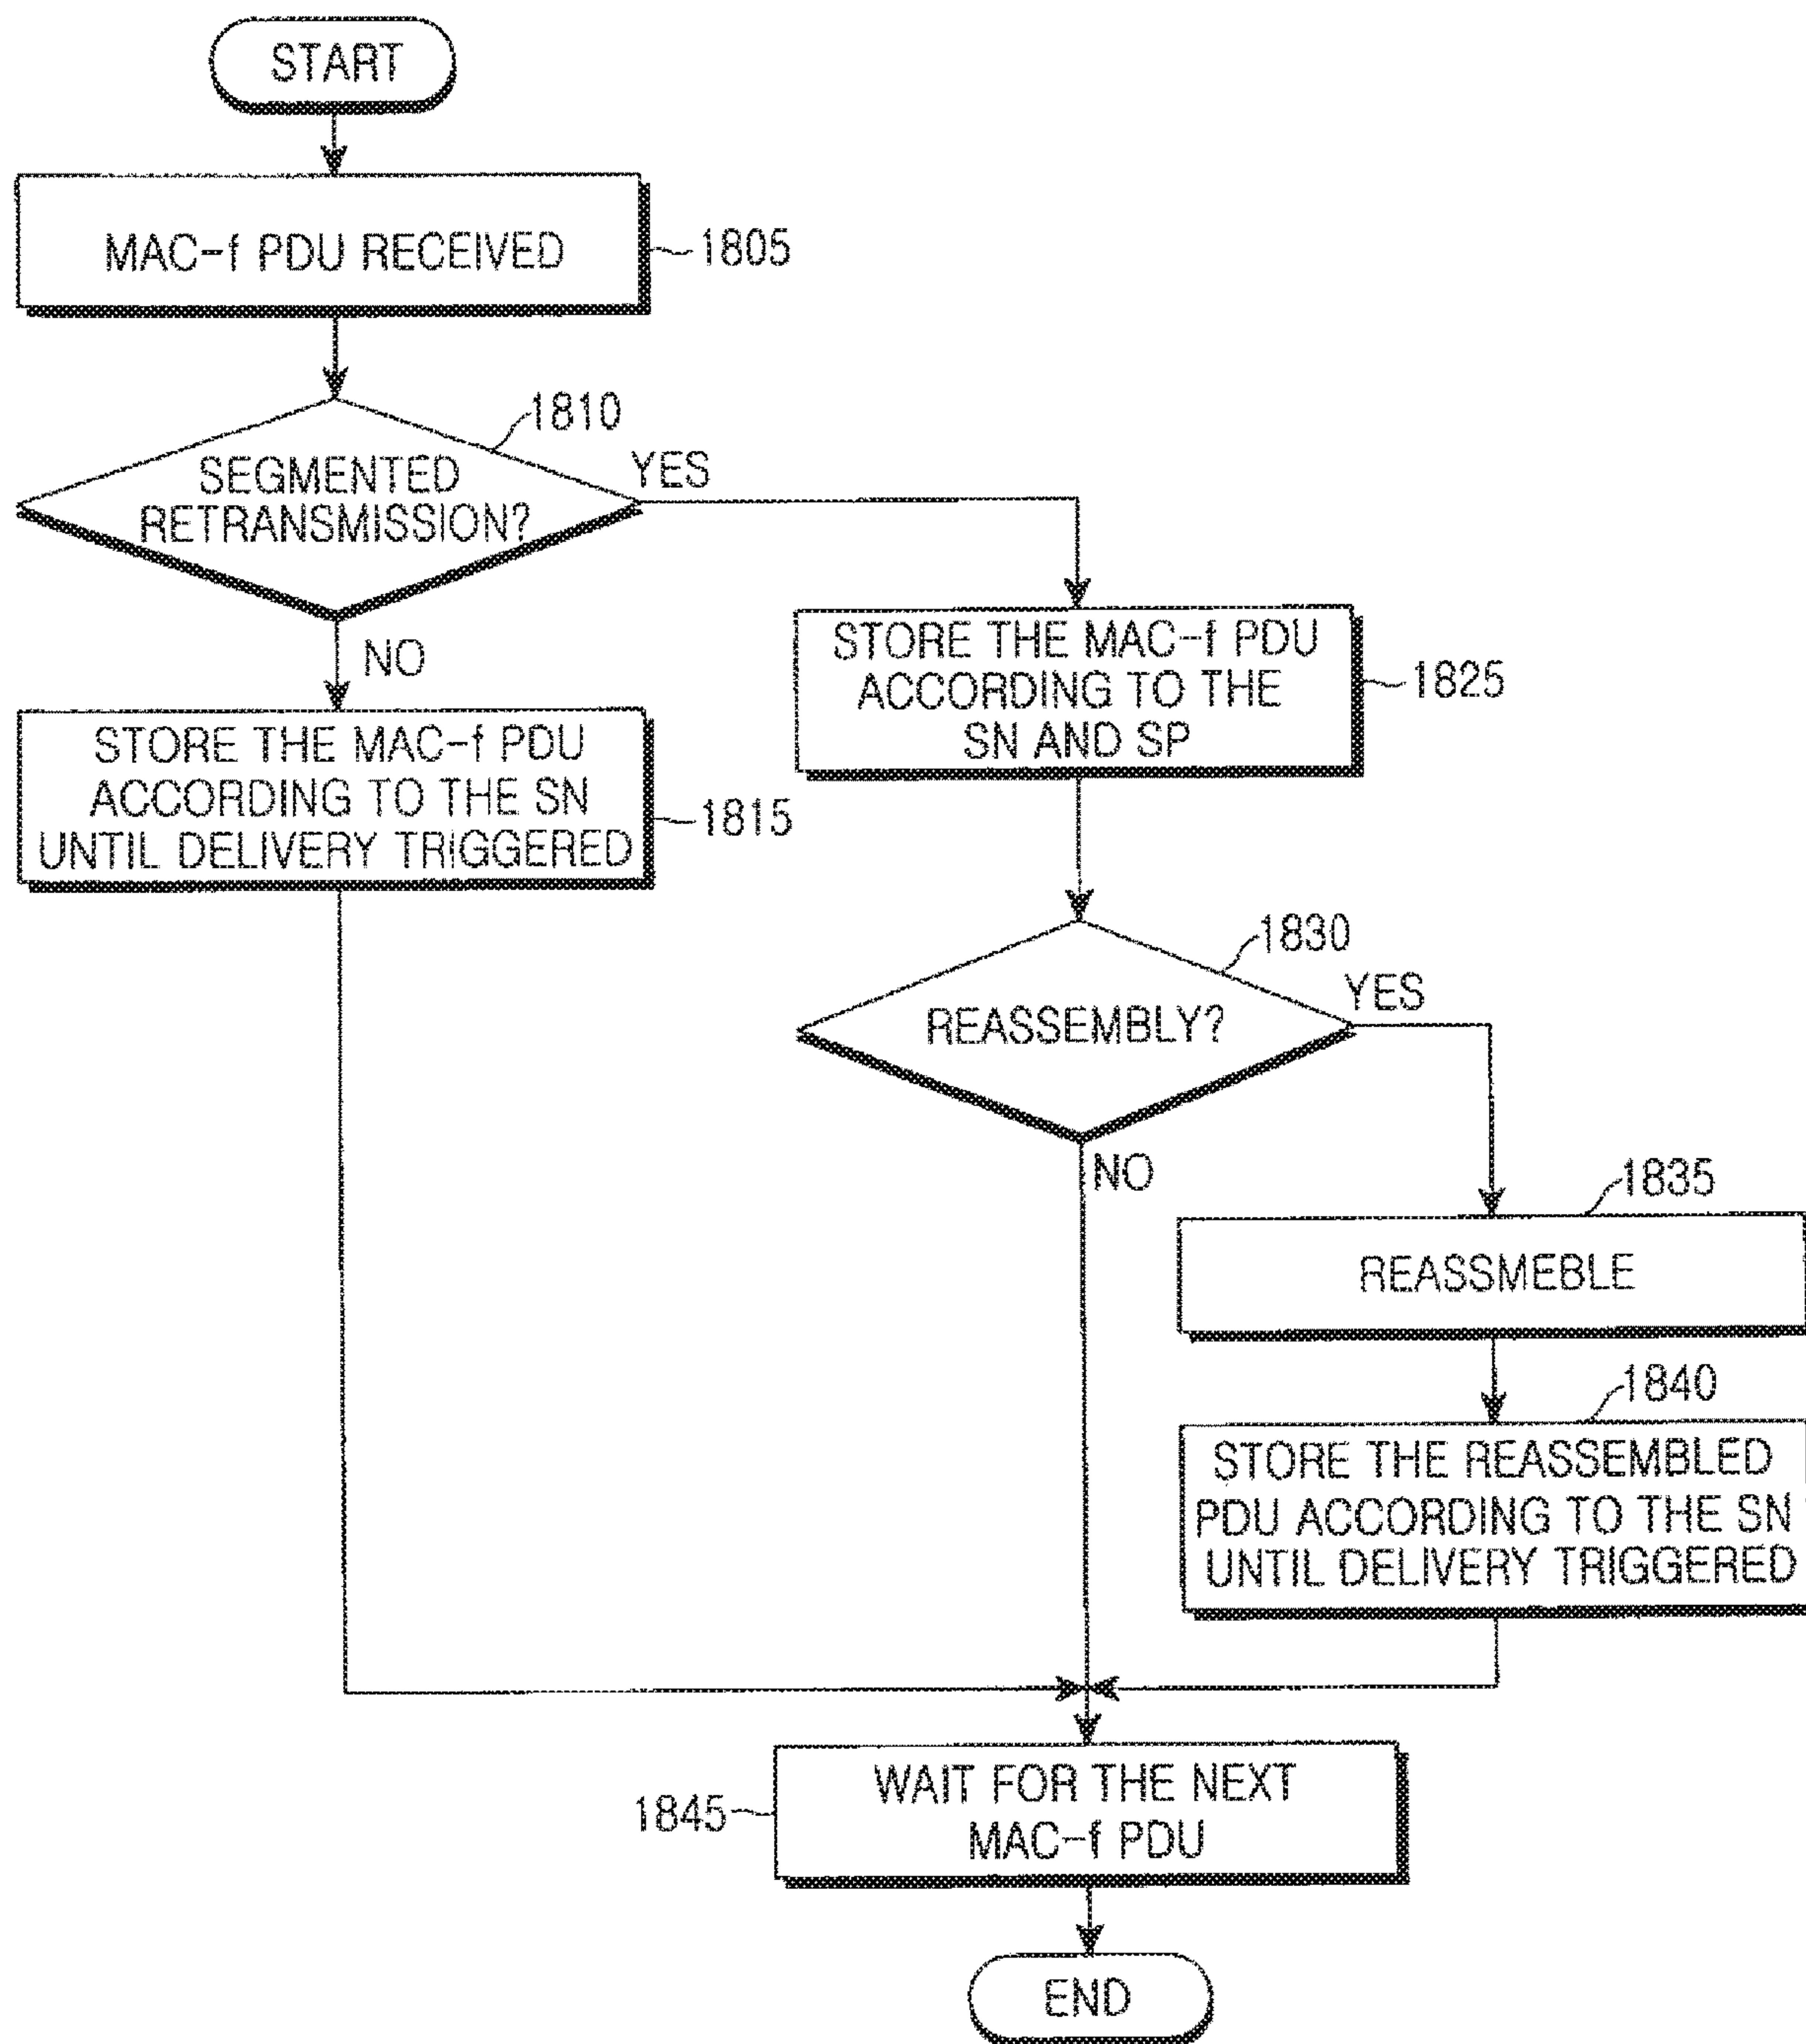 START
MAC-f PDU RECEIVED
1805
1810
SEGMENTED
RETRANSMISSION?
YES
NO
STORE THE MAC-f PDU
ACCORDING TO THE SN
UNTIL DELIVERY TRIGGERED
1815
STORE THE MAC-f PDU
ACCORDING TO THE
SN AND SP
1825
1830
REASSEMBLY?
YES
NO
1835
REASSMEBLE
1840
STORE THE REASSEMBLED
PDU ACCORDING TO THE SN
UNTIL DELIVERY TRIGGERED
WAIT FOR THE NEXT
MAC-f PDU
1845
END